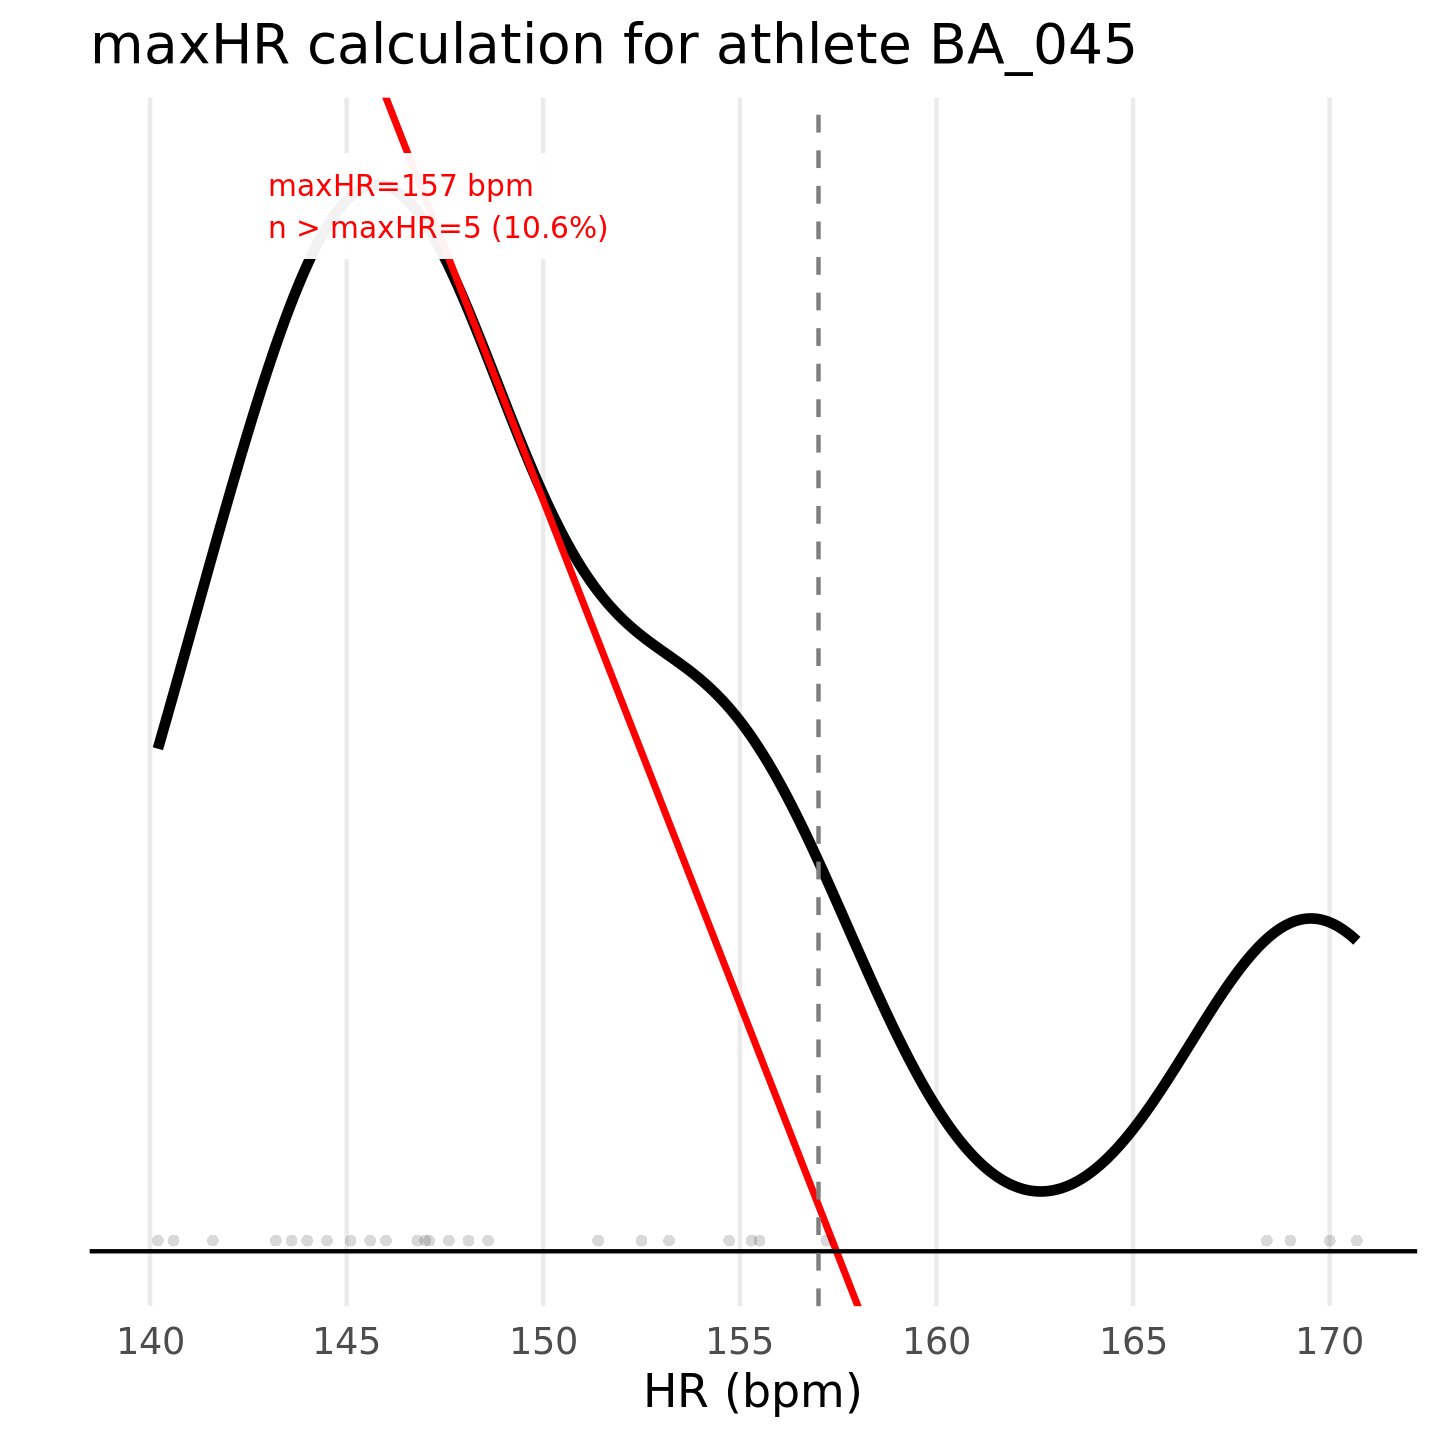 maxHR calculation for athlete BA_045
maxHR=157 bpm
n > maxHR=5 (10.6%)
140 145 150 155 160 165 170
HR (bpm)